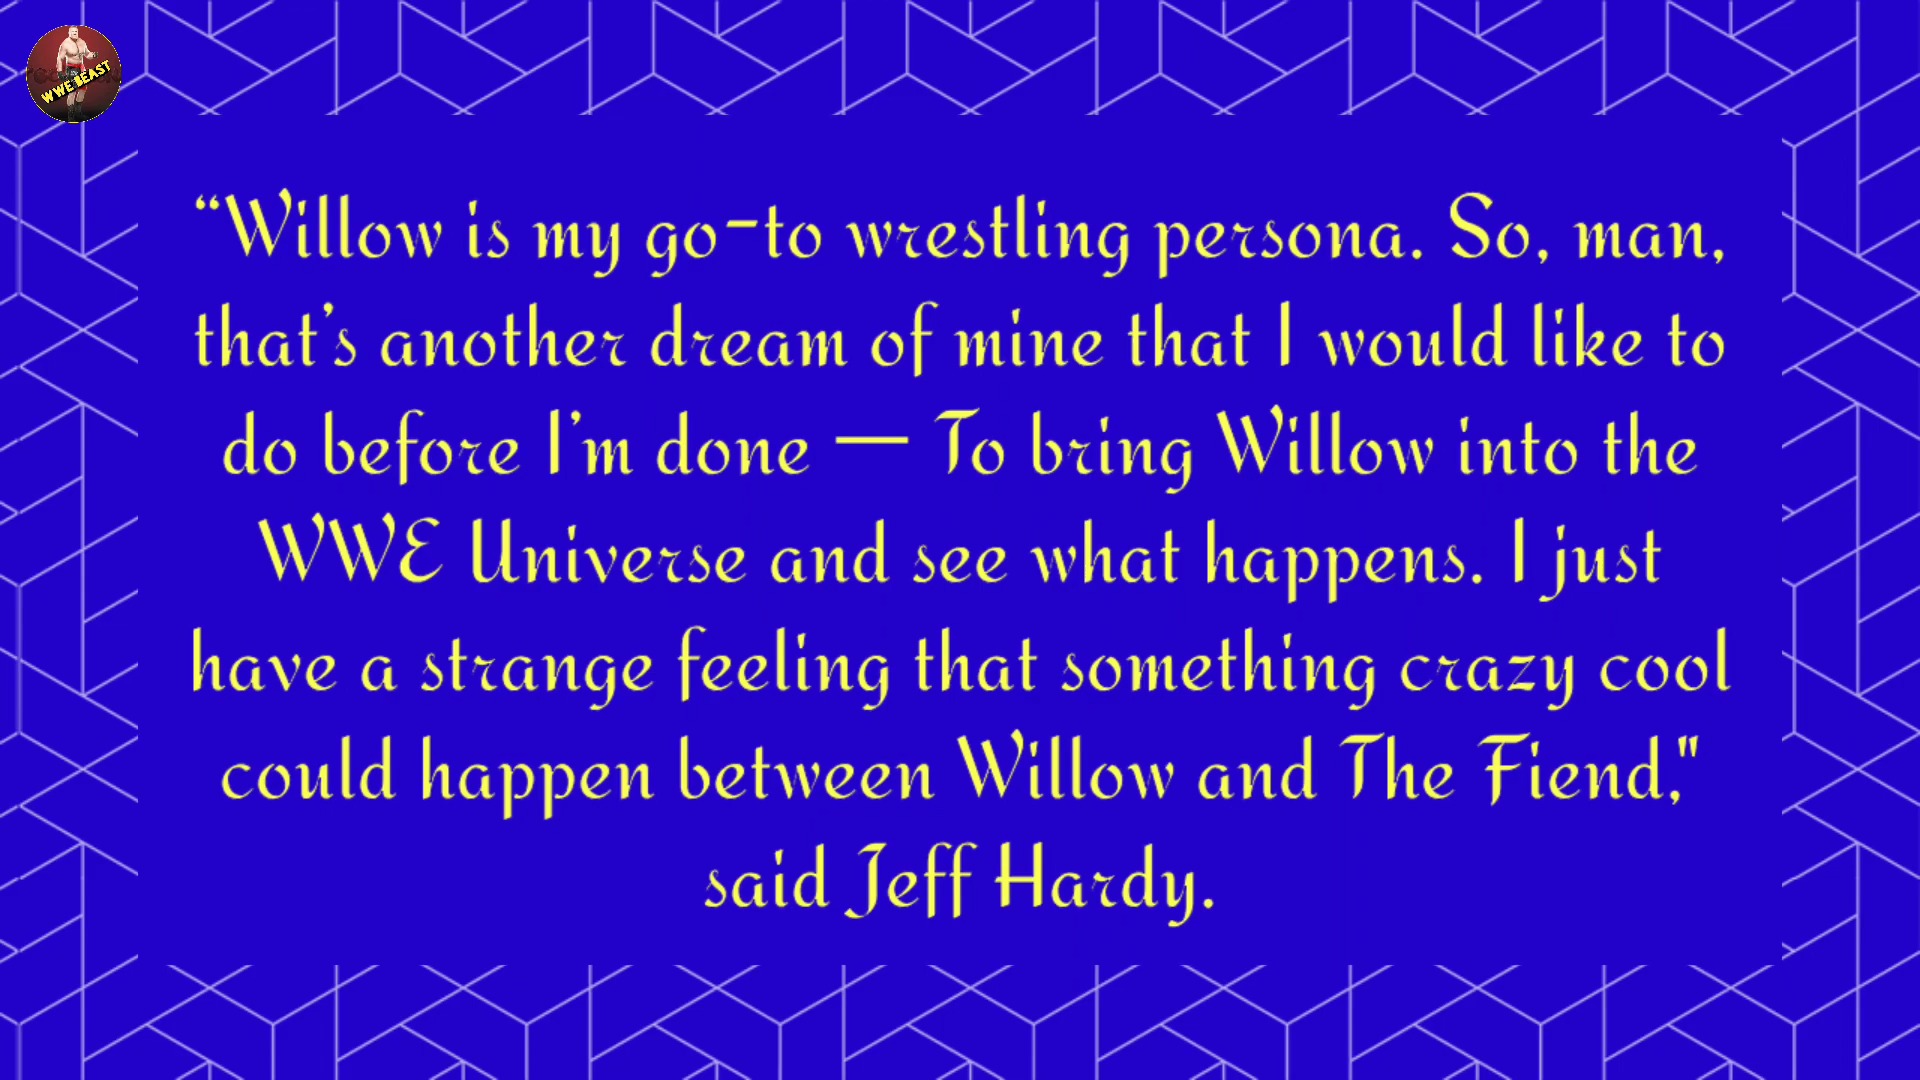 WWE BEAST
“Willow is my go-to wrestling persona. So, man,
that’s another dream of mine that I would like to
do before I’m done — To bring Willow into the
WWE Universe and see what happens. I just
have a strange feeling that something crazy cool
could happen between Willow and The Fiend,"
said Jeff Hardy.